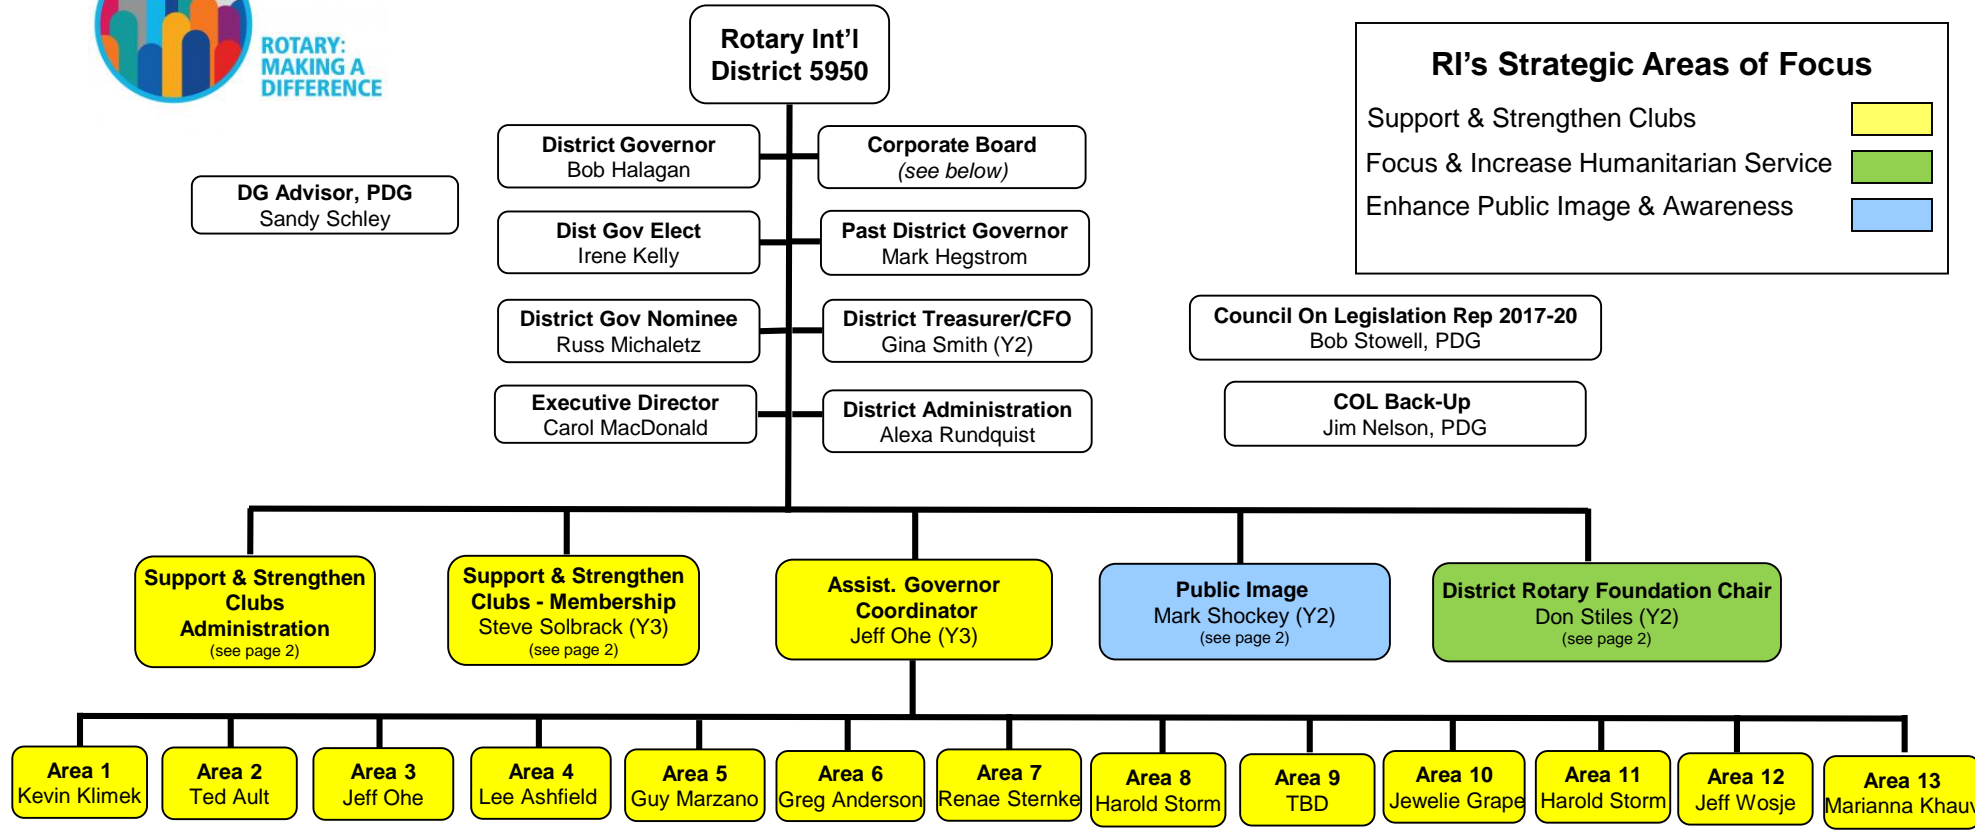 ROTARY:
MAKING A
DIFFERENCE
Rotary Int'l
District 5950
RI's Strategic Areas of Focus
Support & Strengthen Clubs
Focus & Increase Humanitarian Service
Enhance Public Image & Awareness
District Governor
Bob Halagan
Corporate Board
(see below)
DG Advisor, PDG
Sandy Schley
Dist Gov Elect
Irene Kelly
Past District Governor
Mark Hegstrom
District Gov Nominee
Russ Michaletz
District Treasurer/CFO
Gina Smith (Y2)
Council On Legislation Rep 2017-20
Bob Stowell, PDG
Executive Director
Carol MacDonald
District Administration
Alexa Rundquist
COL Back-Up
Jim Nelson, PDG
Support & Strengthen
Clubs
Administration
(see page 2)
Support & Strengthen
Clubs - Membership
Steve Solbrack (Y3)
(see page 2)
Assist. Governor
Coordinator
Jeff Ohe (Y3)
Public Image
Mark Shockey (Y2)
(see page 2)
District Rotary Foundation Chair
Don Stiles (Y2)
(see page 2)
Area 1
Kevin Klimek
Area 2
Ted Ault
Area 3
Jeff Ohe
Area 4
Lee Ashfield
Area 5
Guy Marzano
Area 6
Greg Anderson
Area 7
Renae Sternke
Area 8
Harold Storm
Area 9
TBD
Area 10
Jewelie Grape
Area 11
Harold Storm
Area 12
Jeff Wosje
Area 13
Marianna Khauv